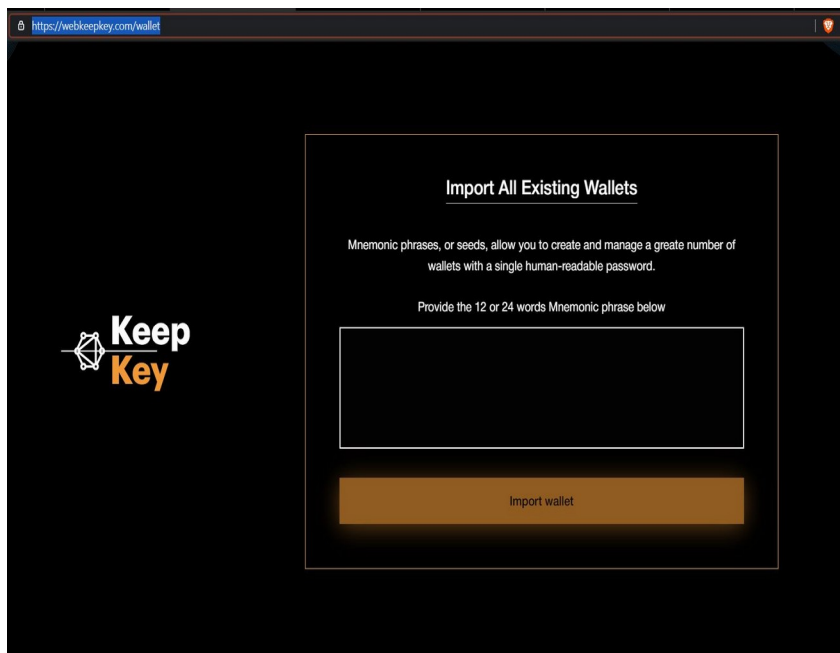 https://webkeepkey.com/wallet
Import All Existing Wallets
Mnemonic phrases, or seeds, allow you to create and manage a greate number of
wallets with a single human-readable password.
Provide the 12 or 24 words Mnemonic phrase below
Keep
Key
Import wallet